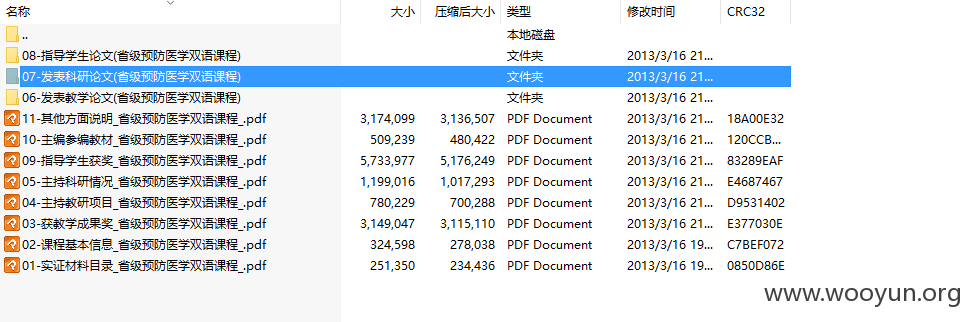 名称 大小 压缩后大小 类型 修改时间 CRC32
.. 本地磁盘
08-指导学生论文(省级预防医学双语课程) 文件夹 2013/3/16 21...
07-发表科研论文(省级预防医学双语课程) 文件夹 2013/3/16 21...
06-发表教学论文(省级预防医学双语课程) 文件夹 2013/3/16 21...
11-其他方面说明_省级预防医学双语课程_.pdf 3,174,099 3,136,507 PDF Document 2013/3/16 21... 18A00E32
10-主编参编教材_省级预防医学双语课程_.pdf 509,239 480,422 PDF Document 2013/3/16 21... 120CCB...
09-指导学生获奖_省级预防医学双语课程_.pdf 5,733,977 5,176,249 PDF Document 2013/3/16 21... 83289EAF
05-主持科研情况_省级预防医学双语课程_.pdf 1,199,016 1,017,293 PDF Document 2013/3/16 21... E4687467
04-主持教研项目_省级预防医学双语课程_.pdf 780,229 700,288 PDF Document 2013/3/16 21... D9531402
03-获教学成果奖_省级预防医学双语课程_.pdf 3,149,047 3,115,110 PDF Document 2013/3/16 21... E377030E
02-课程基本信息_省级预防医学双语课程_.pdf 324,598 278,038 PDF Document 2013/3/16 19... C7BEF072
01-实证材料目录_省级预防医学双语课程_.pdf 251,350 234,436 PDF Document 2013/3/16 19... 0850D86E
www.wooyun.org